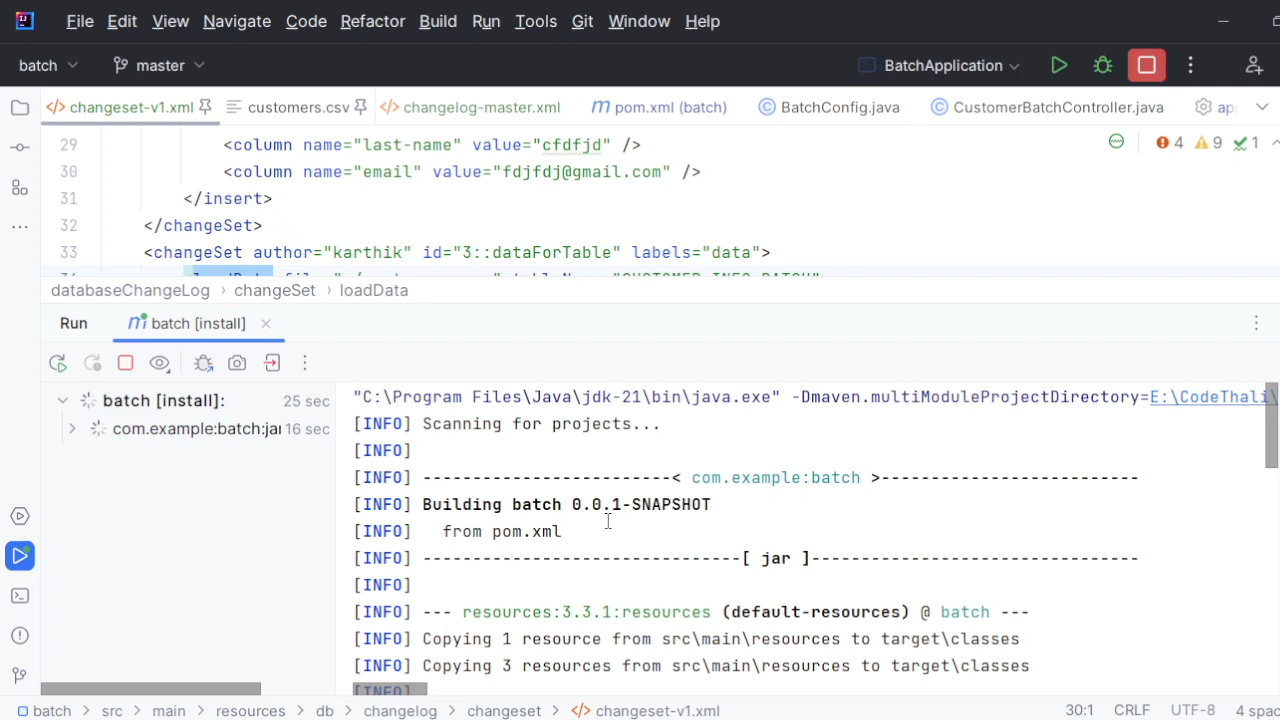 File Edit View Navigate Code Refactor Build Run Tools Git Window Help
batch master BatchApplication
</> changeset-v1.xml customers.csv </> changelog-master.xml m pom.xml (batch) © BatchConfig.java © CustomerBatchController.java ap
29 <column name="last-name" value="cfdfjd" />
4 9 1
30 <column name="email" value="fdjfdj@gmail.com" />
31 </insert>
32 </changeSet>
33 <changeSet author="karthik" id="3::dataForTable" labels="data">
databaseChangeLog › changeSet › loadData
Run m batch [install]
batch [install]: 25 sec
com.example:batch:jar 16 sec
"C:\Program Files\Java\jdk-21\bin\java.exe" -Dmaven.multiModuleProjectDirectory=E:\CodeThali\
[INFO] Scanning for projects...
[INFO]
[INFO] -------------------------< com.example:batch >--------------------------
[INFO] Building batch 0.0.1-SNAPSHOT
[INFO] from pom.xml
[INFO] --------------------------------[ jar ]---------------------------------
[INFO]
[INFO] --- resources:3.3.1:resources (default-resources) @ batch ---
[INFO] Copying 1 resource from src\main\resources to target\classes
[INFO] Copying 3 resources from src\main\resources to target\classes
[INFO]
batch > src > main > resources > db > changelog > changeset > </> changeset-v1.xml 30:1 CRLF UTF-8 4 spac